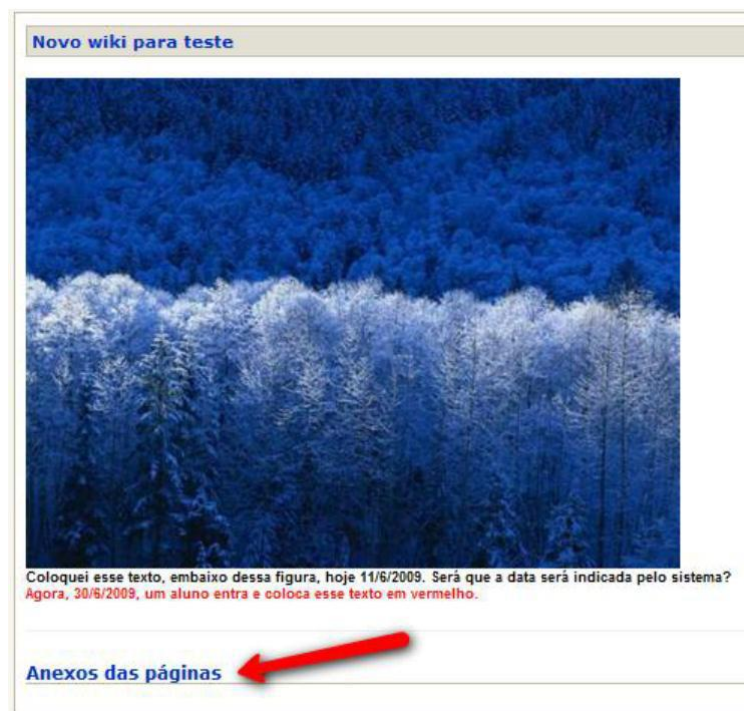 Novo wiki para teste
Coloquei esse texto, embaixo dessa figura, hoje 11/6/2009. Será que a data será indicada pelo sistema?
Agora, 30/6/2009, um aluno entra e coloca esse texto em vermelho.
Anexos das páginas